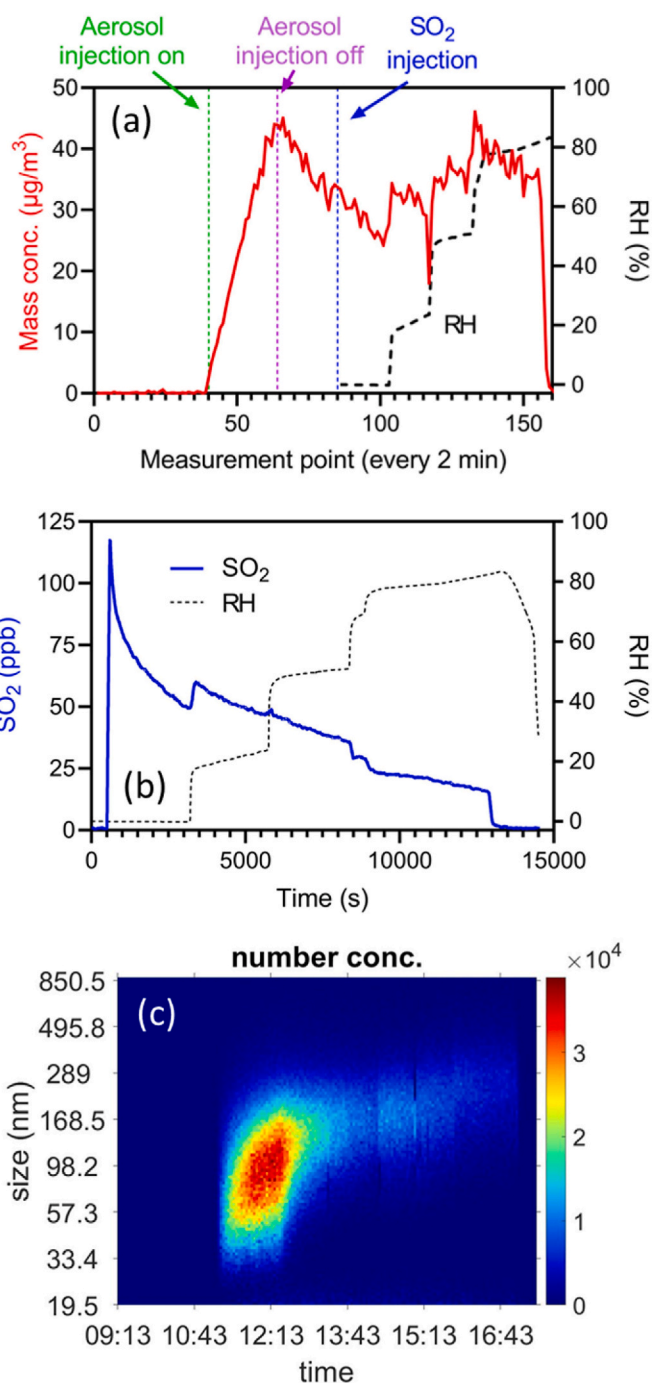 Aerosol
injection on
Aerosol
injection off
SO2
injection
(a)
50
40
30
20
10
0
Mass conc. (µg/m³)
100
80
60
40
20
0
RH (%)
RH
0 50 100 150
Measurement point (every 2 min)
125
100
75
50
25
0
SO2 (ppb)
SO2
RH
(b)
100
80
60
40
20
0
RH (%)
0 5000 10000 15000
Time (s)
number conc.
×10⁴
(c)
850.5
495.8
289
168.5
98.2
57.3
33.4
19.5
size (nm)
3
2
1
0
09:13 10:43 12:13 13:43 15:13 16:43
time